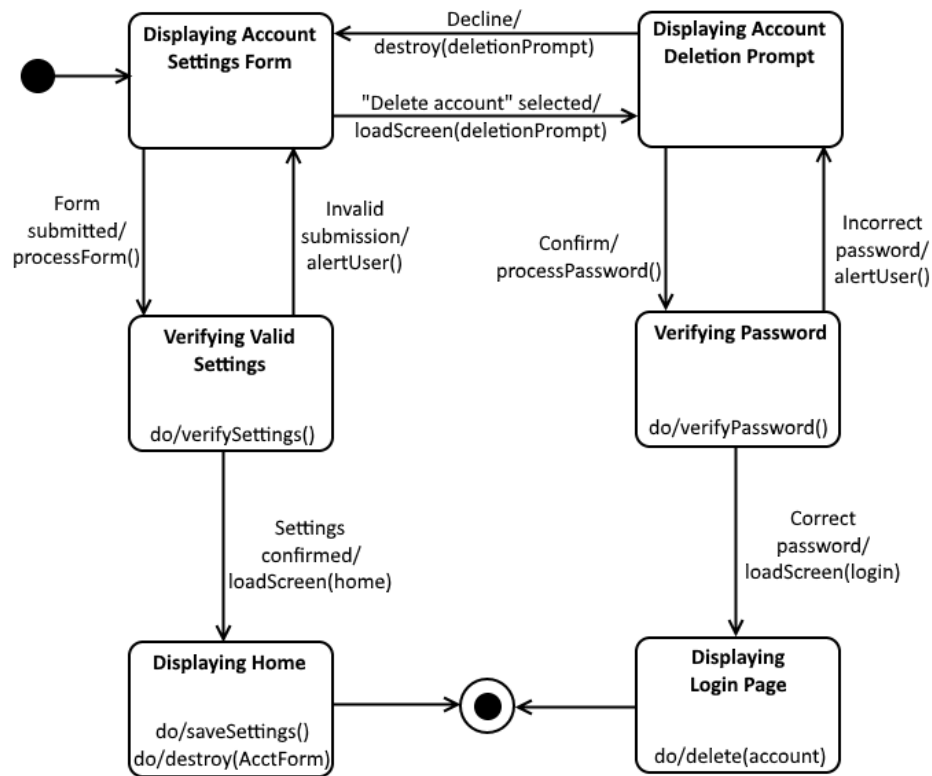 Displaying Account
Settings Form
Decline/
destroy(deletionPrompt)
Displaying Account
Deletion Prompt
"Delete account" selected/
loadScreen(deletionPrompt)
Form
submitted/
processForm()
Invalid
submission/
alertUser()
Confirm/
processPassword()
Incorrect
password/
alertUser()
Verifying Valid
Settings
do/verifySettings()
Verifying Password
do/verifyPassword()
Settings
confirmed/
loadScreen(home)
Correct
password/
loadScreen(login)
Displaying Home
do/saveSettings()
do/destroy(AcctForm)
Displaying
Login Page
do/delete(account)